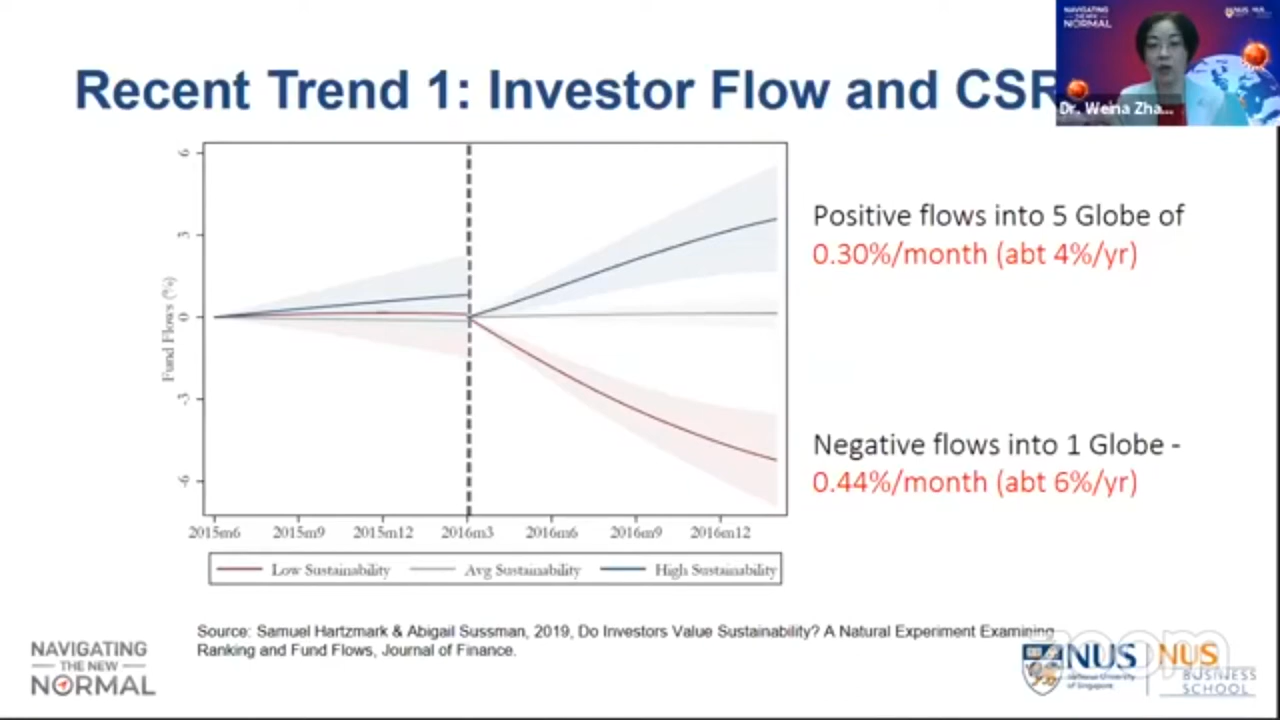 NAVIGATING
THE NEW
NORMAL
Dr. Weina Zha...
Recent Trend 1: Investor Flow and CSR
Positive flows into 5 Globe of
0.30%/month (abt 4%/yr)
Negative flows into 1 Globe -
0.44%/month (abt 6%/yr)
Fund Flows (%)
6
3
0
-3
-6
2015m6 2015m9 2015m12 2016m3 2016m6 2016m9 2016m12
Low Sustainability Avg Sustainability High Sustainability
Source: Samuel Hartzmark & Abigail Sussman, 2019, Do Investors Value Sustainability? A Natural Experiment Examining
Ranking and Fund Flows, Journal of Finance.
NAVIGATING
THE NEW
NORMAL
zoom
NUS
National University
of Singapore
NUS
BUSINESS
SCHOOL